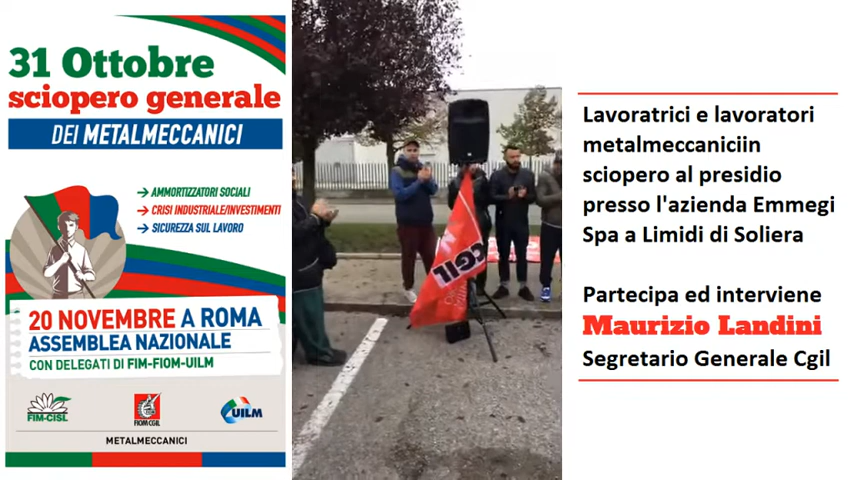 31 Ottobre
sciopero generale
DEI METALMECCANICI
→ AMMORTIZZATORI SOCIALI
→ CRISI INDUSTRIALE/INVESTIMENTI
→ SICUREZZA SUL LAVORO
20 NOVEMBRE A ROMA
ASSEMBLEA NAZIONALE
CON DELEGATI DI FIM-FIOM-UILM
FIM-CISL
FIOM CGIL
UILM
METALMECCANICI
CGIL
Lavoratrici e lavoratori
metalmeccaniciin
sciopero al presidio
presso l'azienda Emmegi
Spa a Limidi di Soliera
Partecipa ed interviene
Maurizio Landini
Segretario Generale Cgil